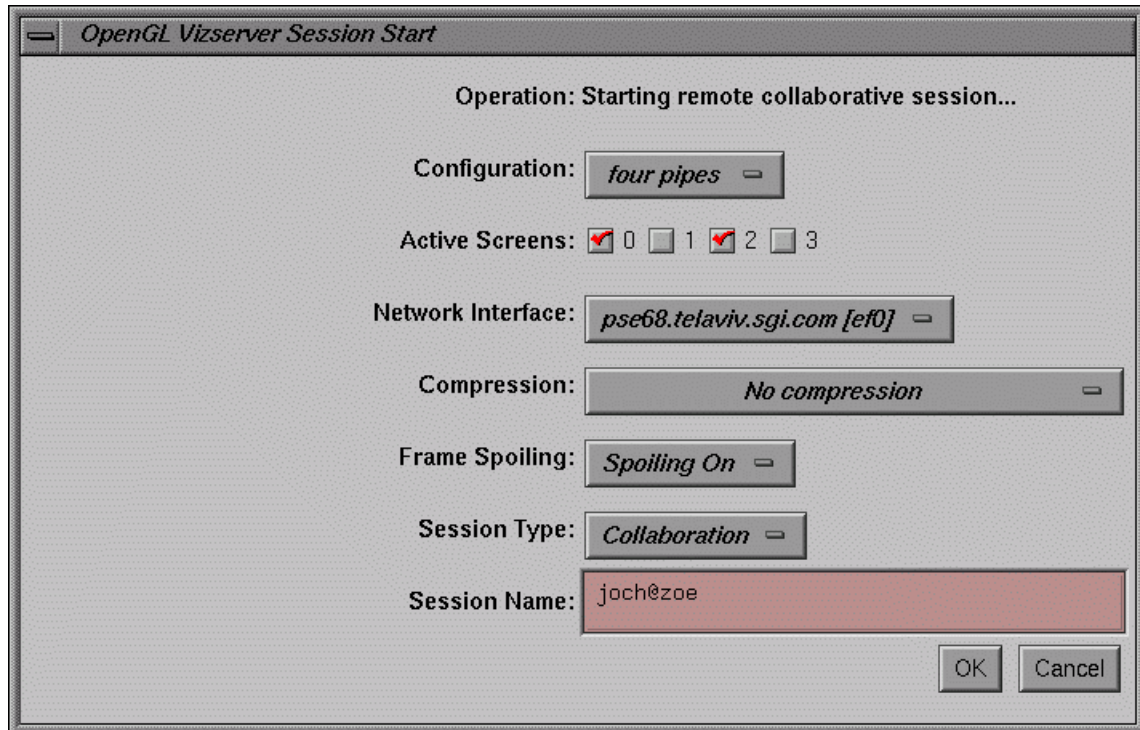 OpenGL Vizserver Session Start
Operation: Starting remote collaborative session...
Configuration: four pipes
Active Screens: 0 1 2 3
Network Interface: pse68.telaviv.sgi.com [ef0]
Compression: No compression
Frame Spoiling: Spoiling On
Session Type: Collaboration
Session Name: joch@zoe
OK Cancel